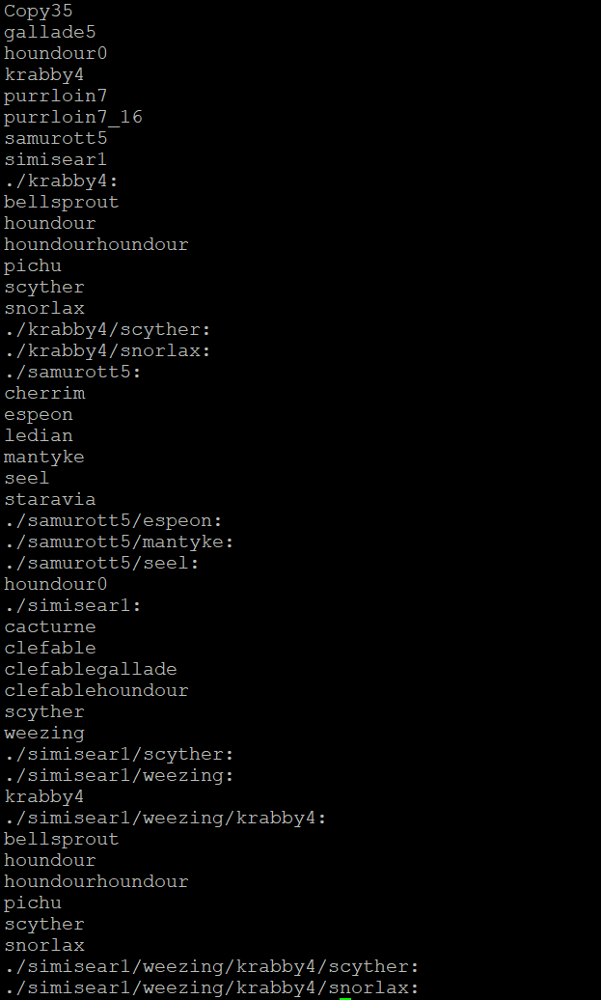 Copy35
gallade5
houndour0
krabby4
purrloin7
purrloin7_16
samurott5
simisear1
./krabby4:
bellsprout
houndour
houndourhoundour
pichu
scyther
snorlax
./krabby4/scyther:
./krabby4/snorlax:
./samurott5:
cherrim
espeon
ledian
mantyke
seel
staravia
./samurott5/espeon:
./samurott5/mantyke:
./samurott5/seel:
houndour0
./simisear1:
cacturne
clefable
clefablegallade
clefablehoundour
scyther
weezing
./simisear1/scyther:
./simisear1/weezing:
krabby4
./simisear1/weezing/krabby4:
bellsprout
houndour
houndourhoundour
pichu
scyther
snorlax
./simisear1/weezing/krabby4/scyther:
./simisear1/weezing/krabby4/snorlax: